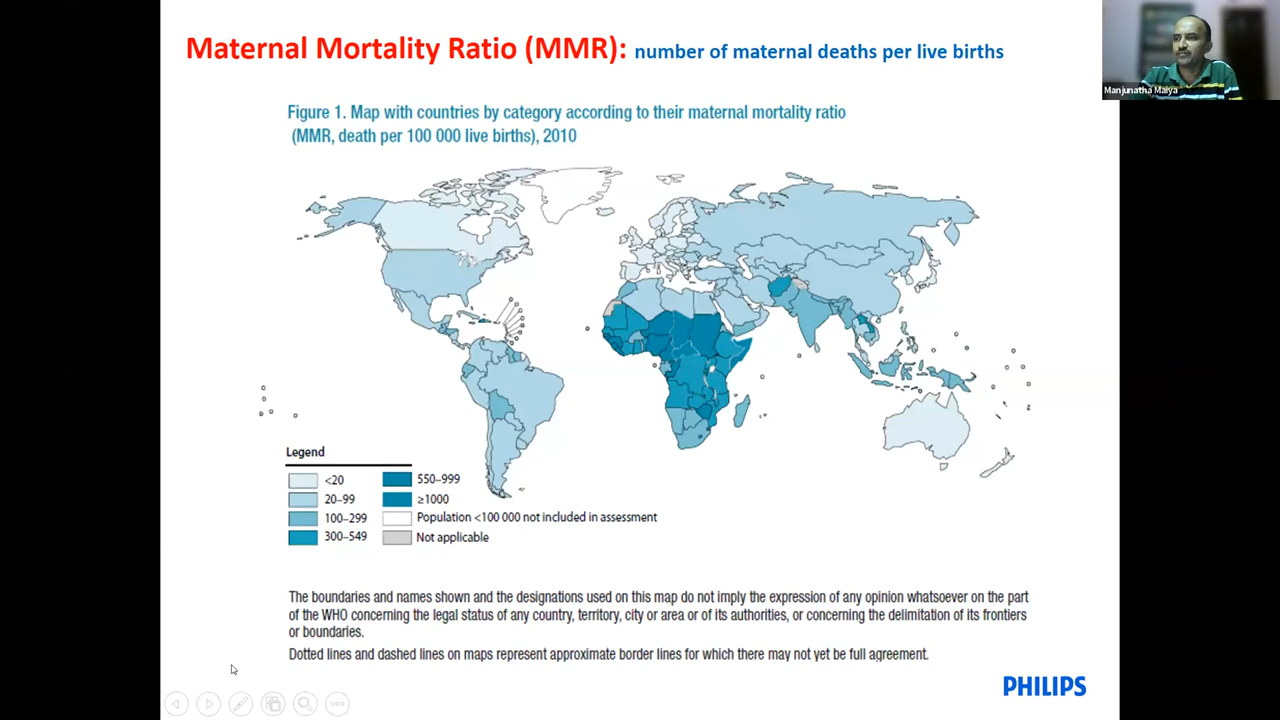 Maternal Mortality Ratio (MMR): number of maternal deaths per live births
Manjunatha Maiya
Figure 1. Map with countries by category according to their maternal mortality ratio
(MMR, death per 100 000 live births), 2010
Legend
<20
20–99
100–299
300–549
550–999
≥1000
Population <100 000 not included in assessment
Not applicable
The boundaries and names shown and the designations used on this map do not imply the expression of any opinion whatsoever on the part
of the WHO concerning the legal status of any country, territory, city or area or of its authorities, or concerning the delimitation of its frontiers
or boundaries.
Dotted lines and dashed lines on maps represent approximate border lines for which there may not yet be full agreement.
PHILIPS